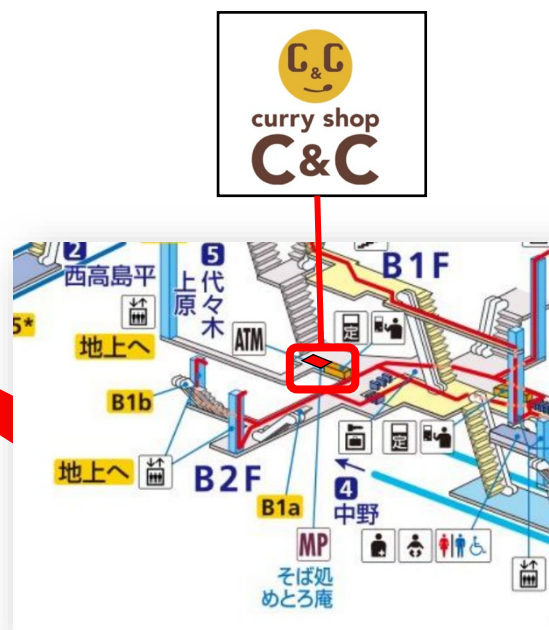 C&C
curry shop
C&C
2
西高島平
5
代々木
上原
B1F
5*
地上へ
ATM
定
B1b
定
地上へ
B2F
4
中野
B1a
MP
そば処
めとろ庵